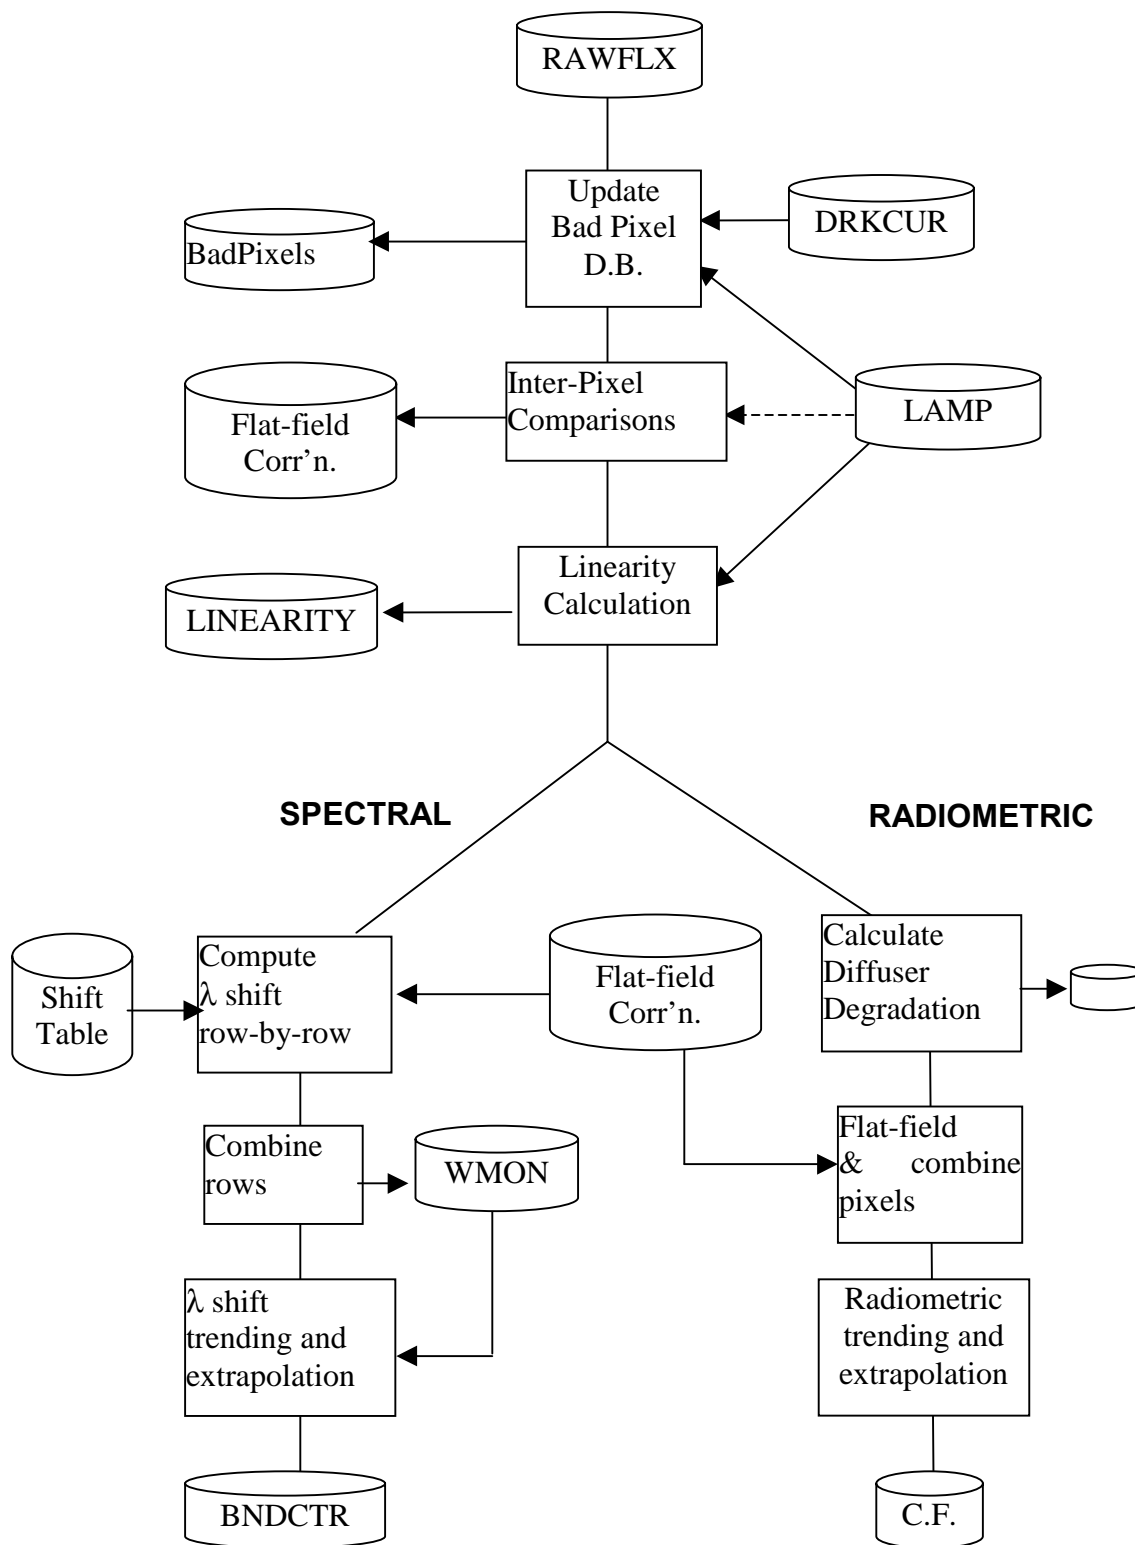 RAWFLX
Update
Bad Pixel
D.B.
DRKCUR
BadPixels
Inter-Pixel
Comparisons
LAMP
Flat-field
Corr’n.
Linearity
Calculation
LINEARITY
SPECTRAL
RADIOMETRIC
Shift
Table
Compute
λ shift
row-by-row
Flat-field
Corr’n.
Calculate
Diffuser
Degradation
Combine
rows
WMON
Flat-field
& combine
pixels
λ shift
trending and
extrapolation
Radiometric
trending and
extrapolation
BNDCTR
C.F.